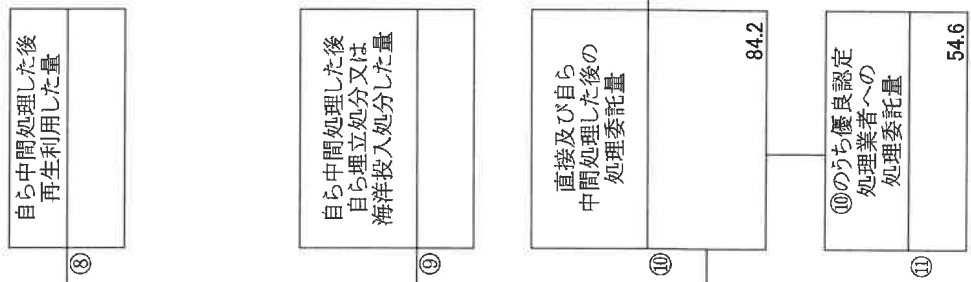 ⑧
自ら中間処理した後
再生利用した量
⑨
自ら中間処理した後
自ら埋立処分又は
海洋投入処分した量
⑩
直接及び自ら
中間処理した後の
処理委託量
84.2
⑪
⑩のうち優良認定
処理業者への
処理委託量
54.6